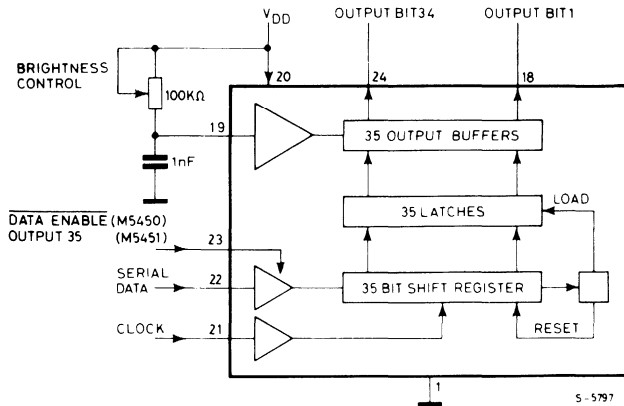 VDD
OUTPUT BIT34
OUTPUT BIT1
BRIGHTNESS
CONTROL
100KΩ
20
24
18
19
35 OUTPUT BUFFERS
1nF
LOAD
DATA ENABLE (M5450)
OUTPUT 35 (M5451)
35 LATCHES
23
SERIAL
DATA
22
35 BIT SHIFT REGISTER
CLOCK
21
RESET
1
S-5797